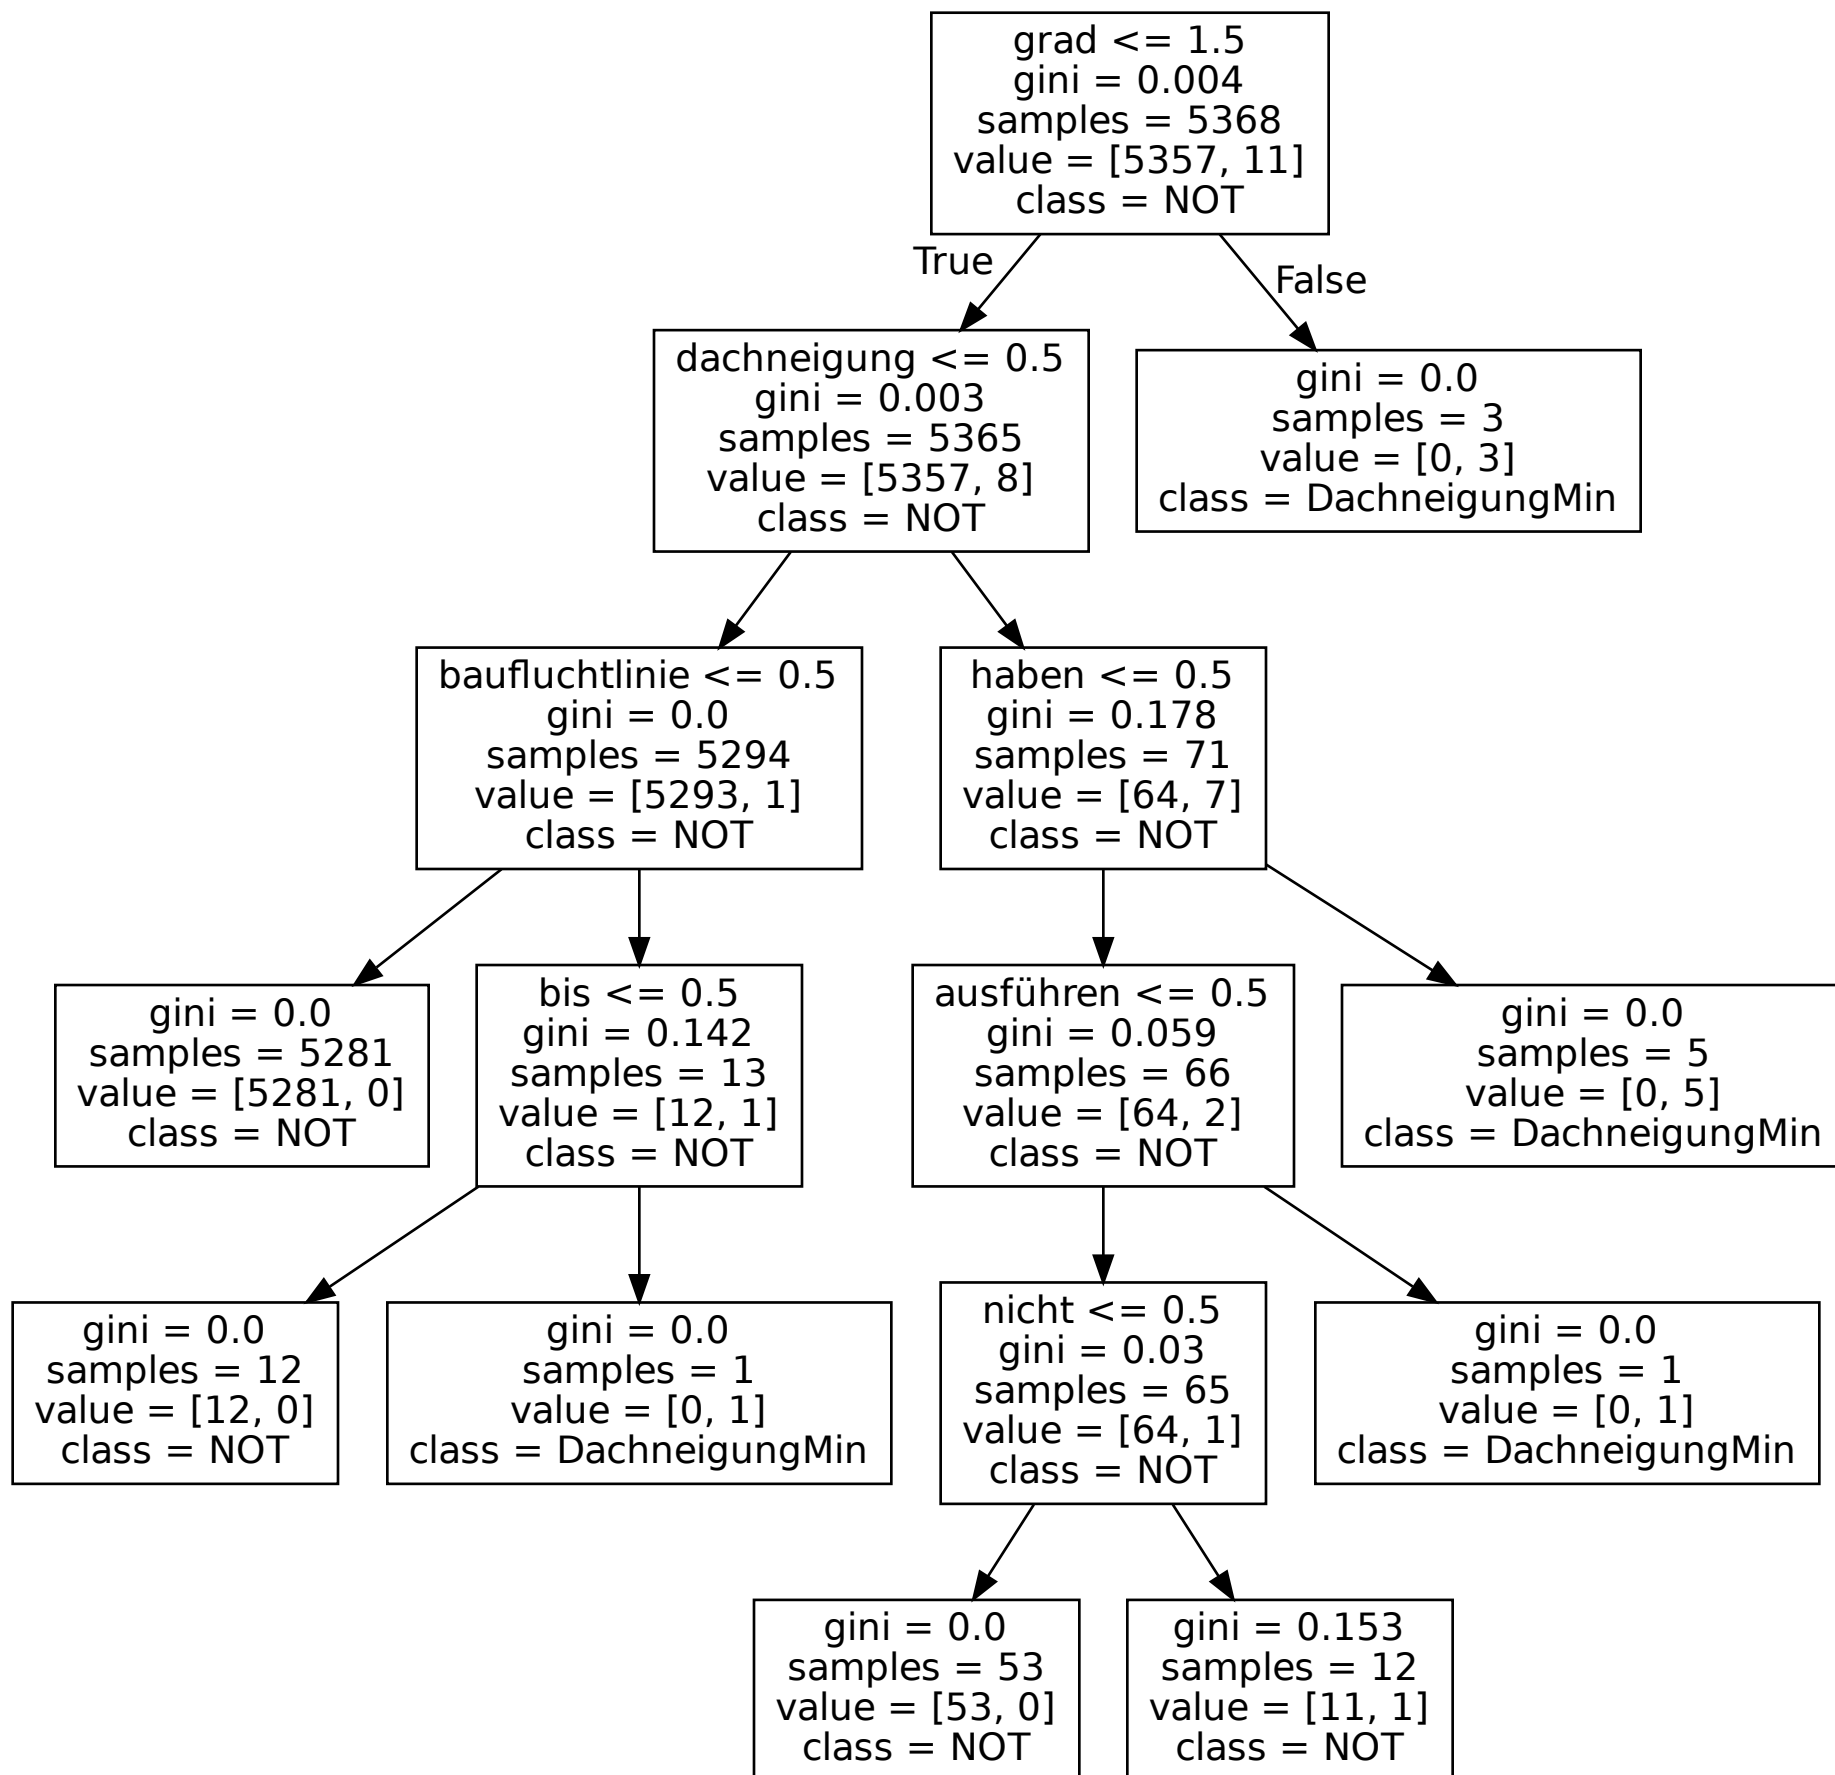 grad <= 1.5
gini = 0.004
samples = 5368
value = [5357, 11]
class = NOT
True
False
dachneigung <= 0.5
gini = 0.003
samples = 5365
value = [5357, 8]
class = NOT
gini = 0.0
samples = 3
value = [0, 3]
class = DachneigungMin
baufluchtlinie <= 0.5
gini = 0.0
samples = 5294
value = [5293, 1]
class = NOT
haben <= 0.5
gini = 0.178
samples = 71
value = [64, 7]
class = NOT
gini = 0.0
samples = 5281
value = [5281, 0]
class = NOT
bis <= 0.5
gini = 0.142
samples = 13
value = [12, 1]
class = NOT
ausführen <= 0.5
gini = 0.059
samples = 66
value = [64, 2]
class = NOT
gini = 0.0
samples = 5
value = [0, 5]
class = DachneigungMin
gini = 0.0
samples = 12
value = [12, 0]
class = NOT
gini = 0.0
samples = 1
value = [0, 1]
class = DachneigungMin
nicht <= 0.5
gini = 0.03
samples = 65
value = [64, 1]
class = NOT
gini = 0.0
samples = 1
value = [0, 1]
class = DachneigungMin
gini = 0.0
samples = 53
value = [53, 0]
class = NOT
gini = 0.153
samples = 12
value = [11, 1]
class = NOT